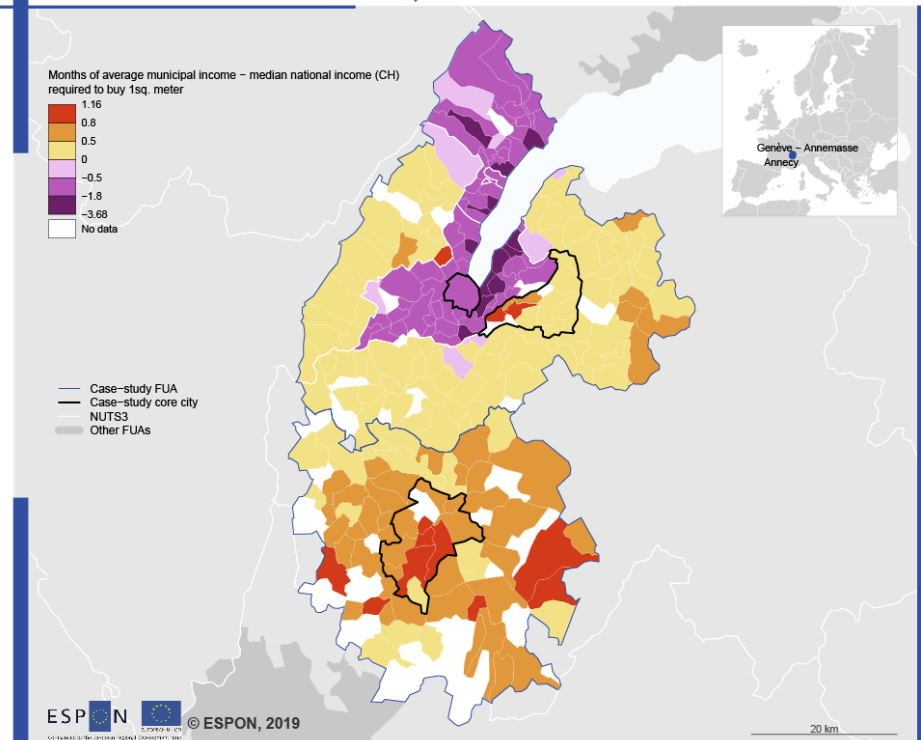 Months of average municipal income − median national income (CH)
required to buy 1sq. meter
1.16
0.8
0.5
0
−0.5
−1.8
−3.68
No data
Genève − Annemasse
Annecy
Case−study FUA
Case−study core city
NUTS3
Other FUAs
ESPON
© ESPON, 2019
20 km